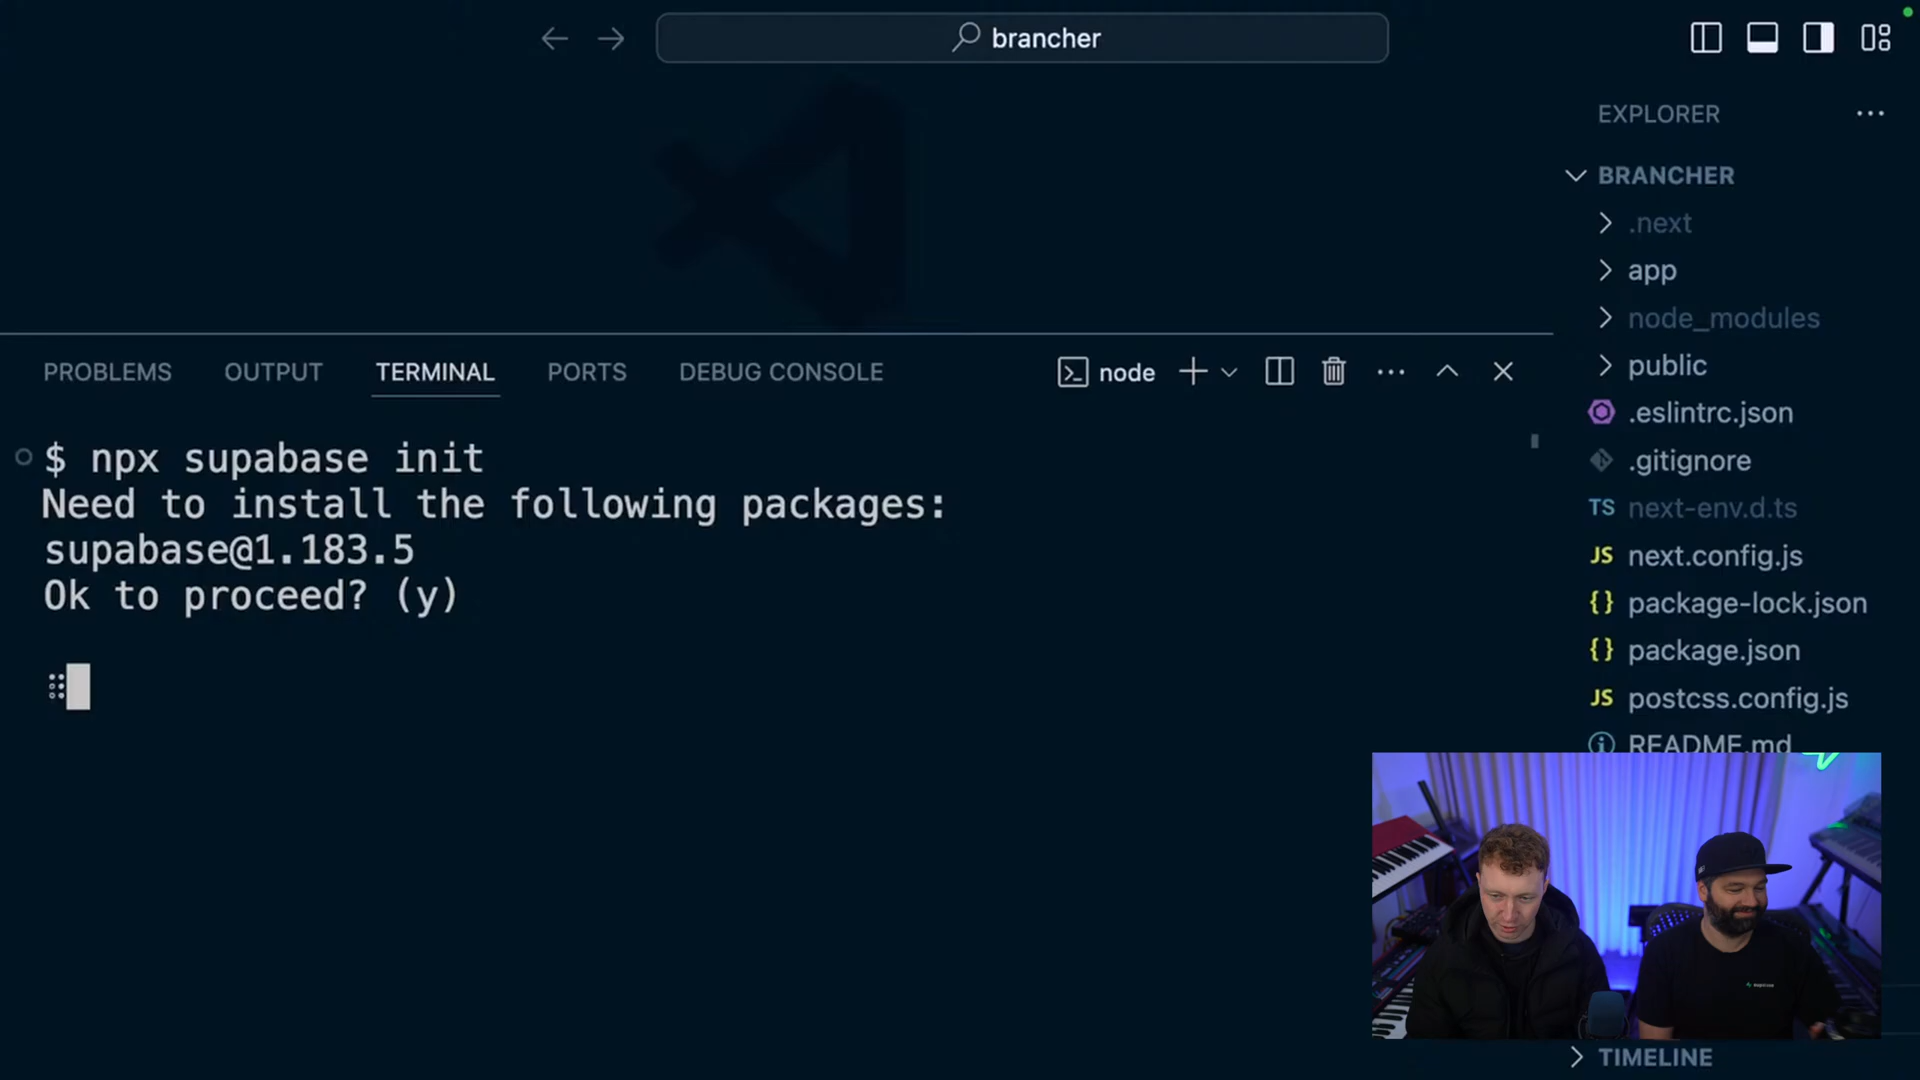 brancher
EXPLORER
BRANCHER
.next
app
node_modules
public
.eslintrc.json
.gitignore
next-env.d.ts
next.config.js
package-lock.json
package.json
postcss.config.js
README.md
PROBLEMS OUTPUT TERMINAL PORTS DEBUG CONSOLE node
$ npx supabase init
Need to install the following packages:
supabase@1.183.5
Ok to proceed? (y)
TIMELINE